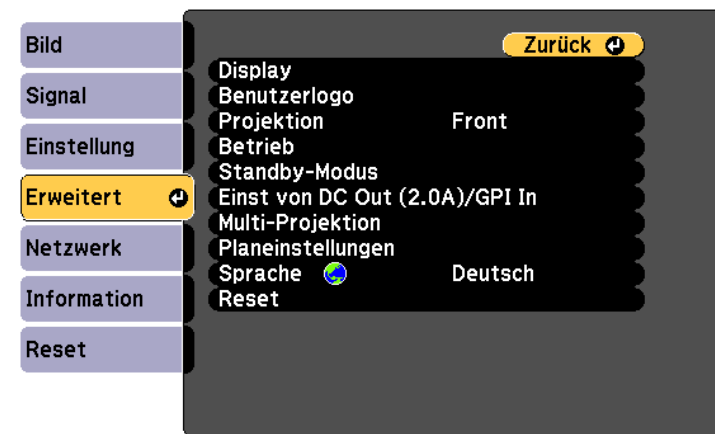 Bild
Signal
Einstellung
Erweitert
Netzwerk
Information
Reset
Zurück
Display
Benutzerlogo
Projektion Front
Betrieb
Standby-Modus
Einst von DC Out (2.0A)/GPI In
Multi-Projektion
Planeinstellungen
Sprache Deutsch
Reset